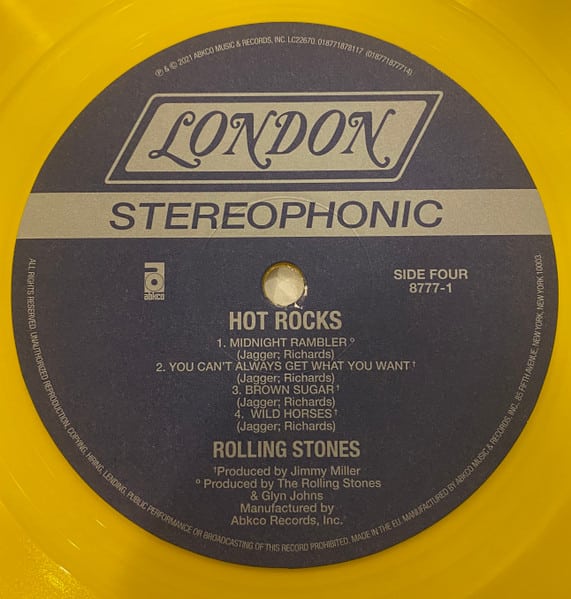 ℗ & © 2021 ABKCO MUSIC & RECORDS, INC. LC22670. 018771878117 (018771877714)
LONDON
STEREOPHONIC
abkco
SIDE FOUR
8777-1
HOT ROCKS
1. MIDNIGHT RAMBLER °
(Jagger; Richards)
2. YOU CAN'T ALWAYS GET WHAT YOU WANT †
(Jagger; Richards)
3. BROWN SUGAR †
(Jagger; Richards)
4. WILD HORSES †
(Jagger; Richards)
ROLLING STONES
†Produced by Jimmy Miller
° Produced by The Rolling Stones
& Glyn Johns
Manufactured by
Abkco Records, Inc.
ALL RIGHTS RESERVED. UNAUTHORIZED REPRODUCTION, COPYING, HIRING, LENDING, PUBLIC PERFORMANCE OR BROADCASTING OF THIS RECORD PROHIBITED. MADE IN THE EU. MANUFACTURED BY ABKCO MUSIC & RECORDS, INC. 85 FIFTH AVENUE, NEW YORK, NEW YORK 10003.